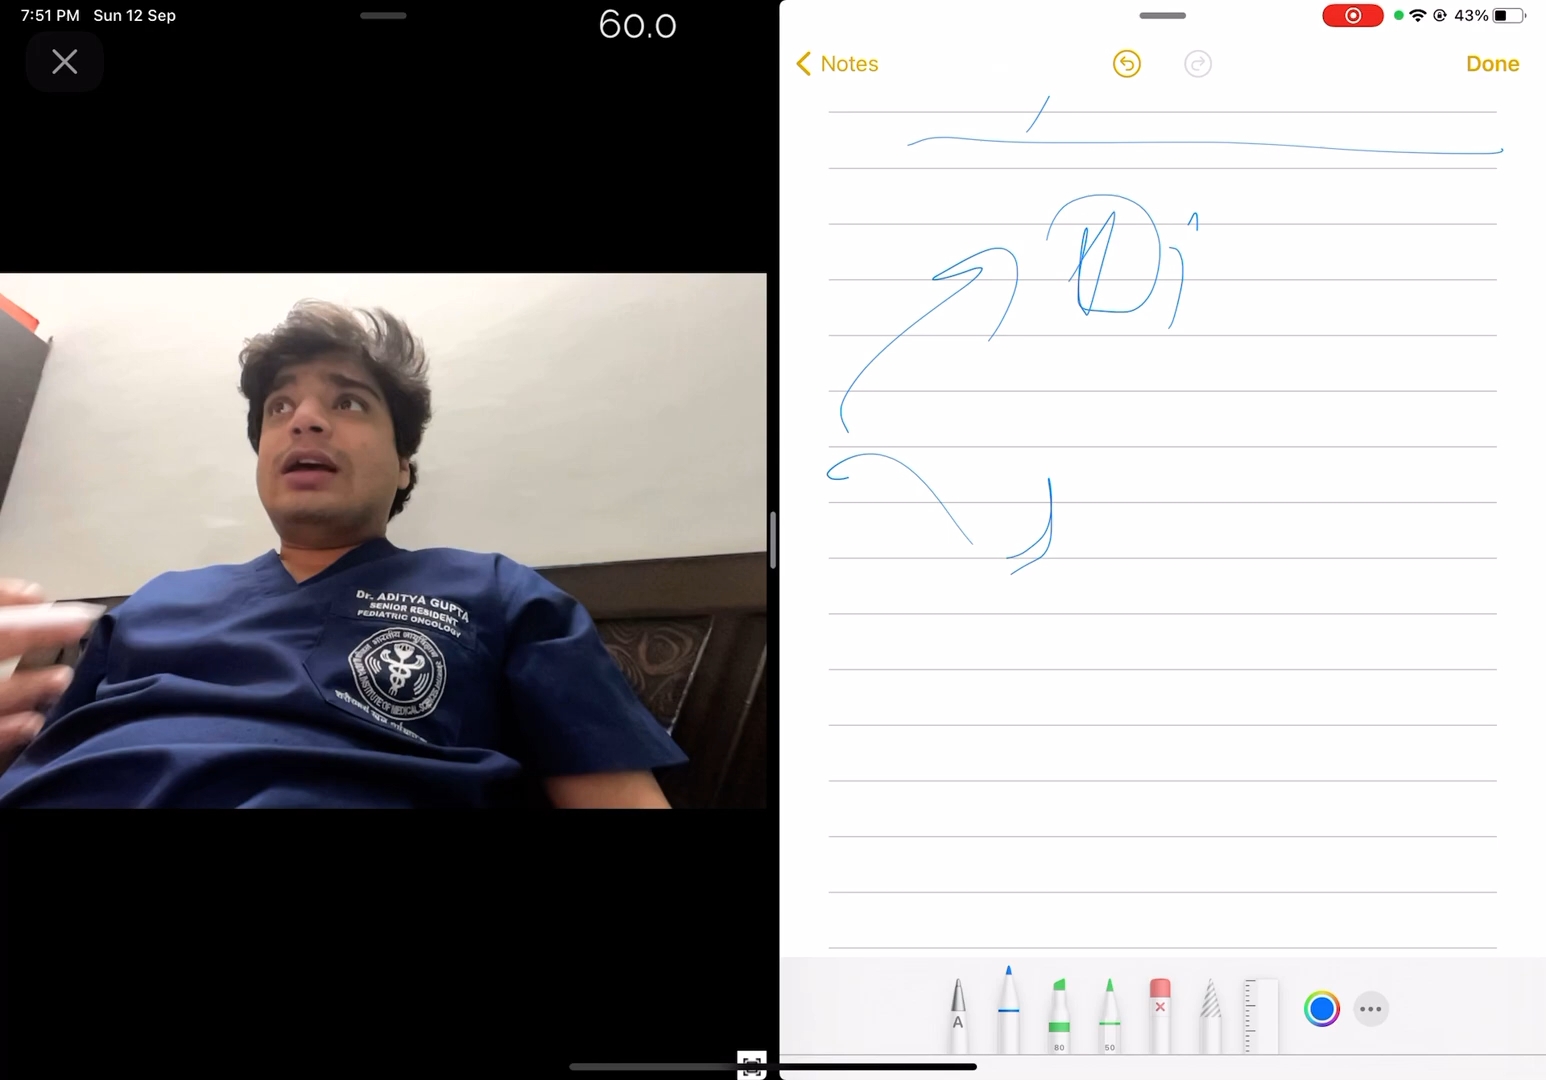 7:51 PM Sun 12 Sep
60.0
43%
Notes
Done
Dr. ADITYA GUPTA
SENIOR RESIDENT
PEDIATRIC ONCOLOGY
A
80
50